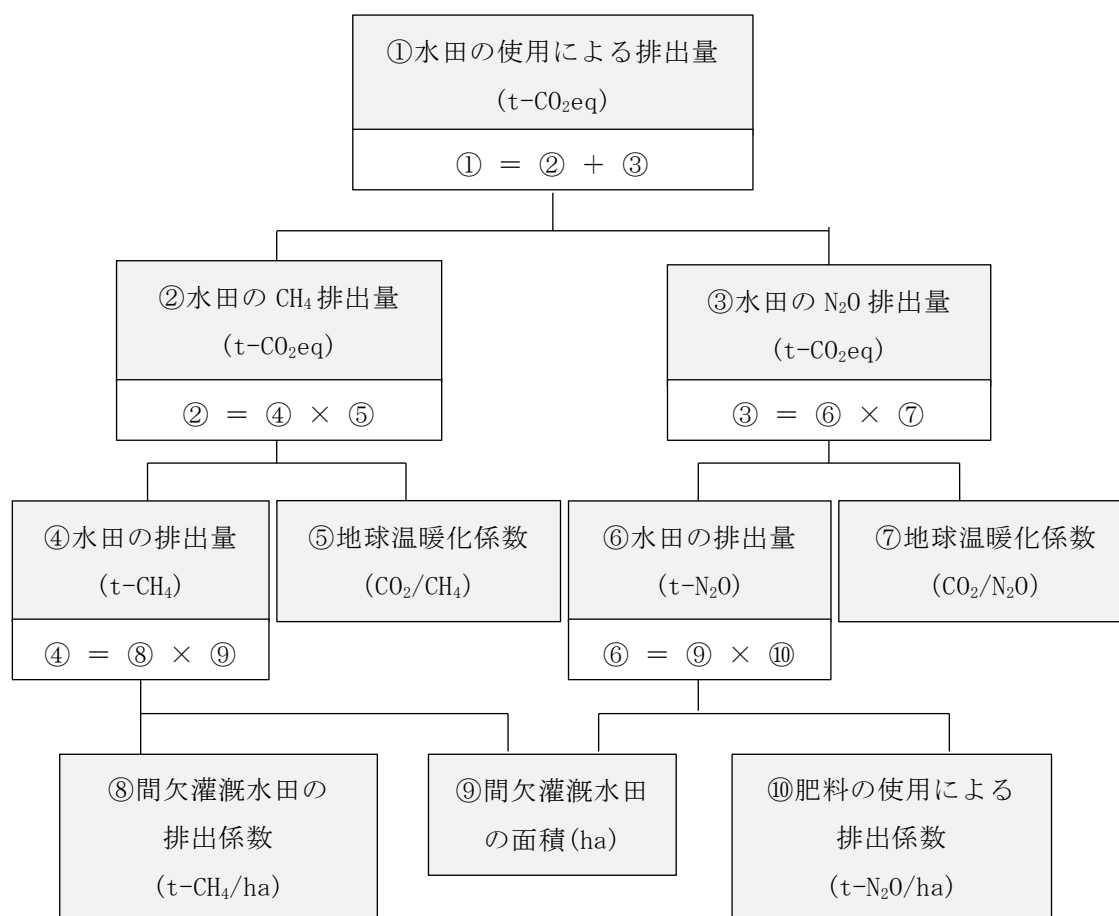 ①水田の使用による排出量
(t-CO₂eq)
① = ② + ③
②水田の CH₄排出量
(t-CO₂eq)
② = ④ × ⑤
③水田の N₂O 排出量
(t-CO₂eq)
③ = ⑥ × ⑦
④水田の排出量
(t-CH₄)
④ = ⑧ × ⑨
⑤地球温暖化係数
(CO₂/CH₄)
⑥水田の排出量
(t-N₂O)
⑥ = ⑨ × ⑩
⑦地球温暖化係数
(CO₂/N₂O)
⑧間欠灌漑水田の
排出係数
(t-CH₄/ha)
⑨間欠灌漑水田
の面積(ha)
⑩肥料の使用による
排出係数
(t-N₂O/ha)